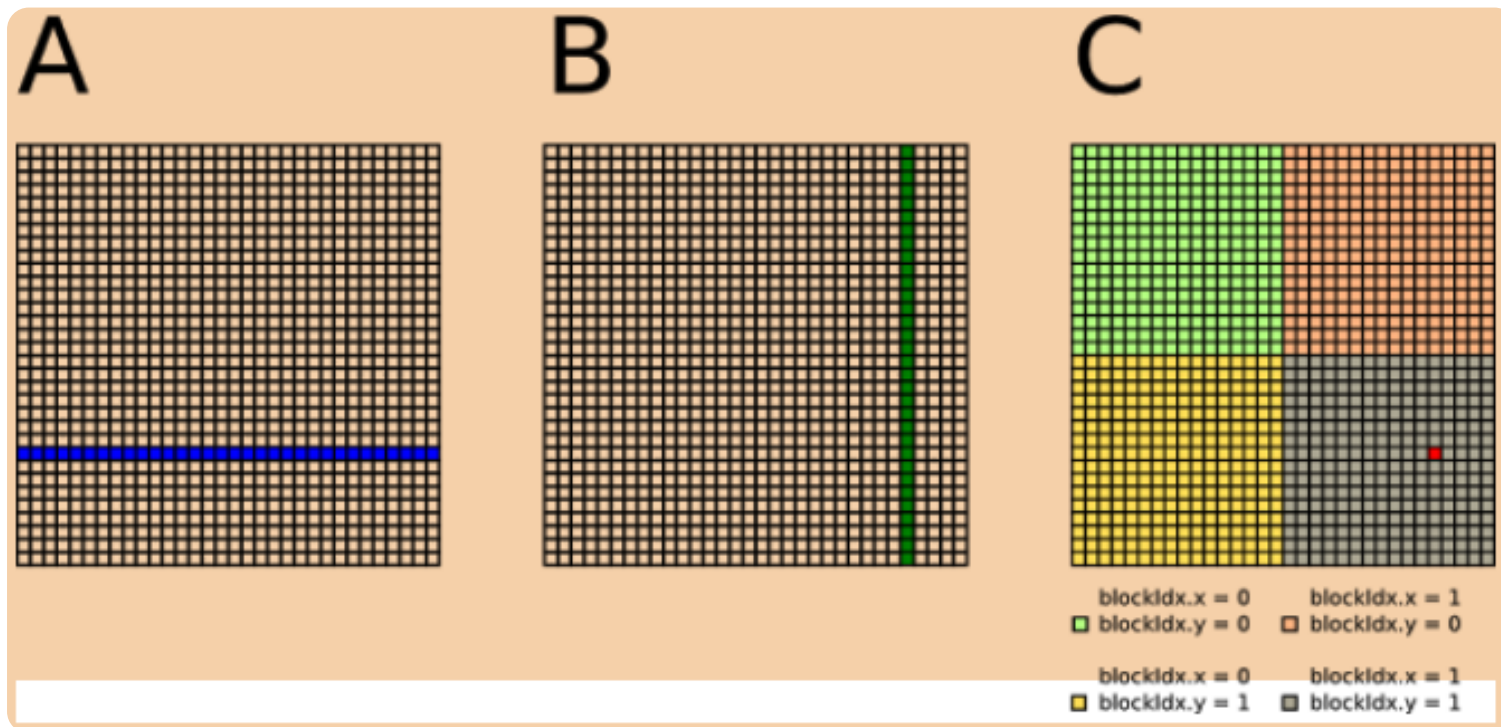 A B C
blockIdx.x = 0 blockIdx.x = 1
blockIdx.y = 0 blockIdx.y = 0
blockIdx.x = 0 blockIdx.x = 1
blockIdx.y = 1 blockIdx.y = 1